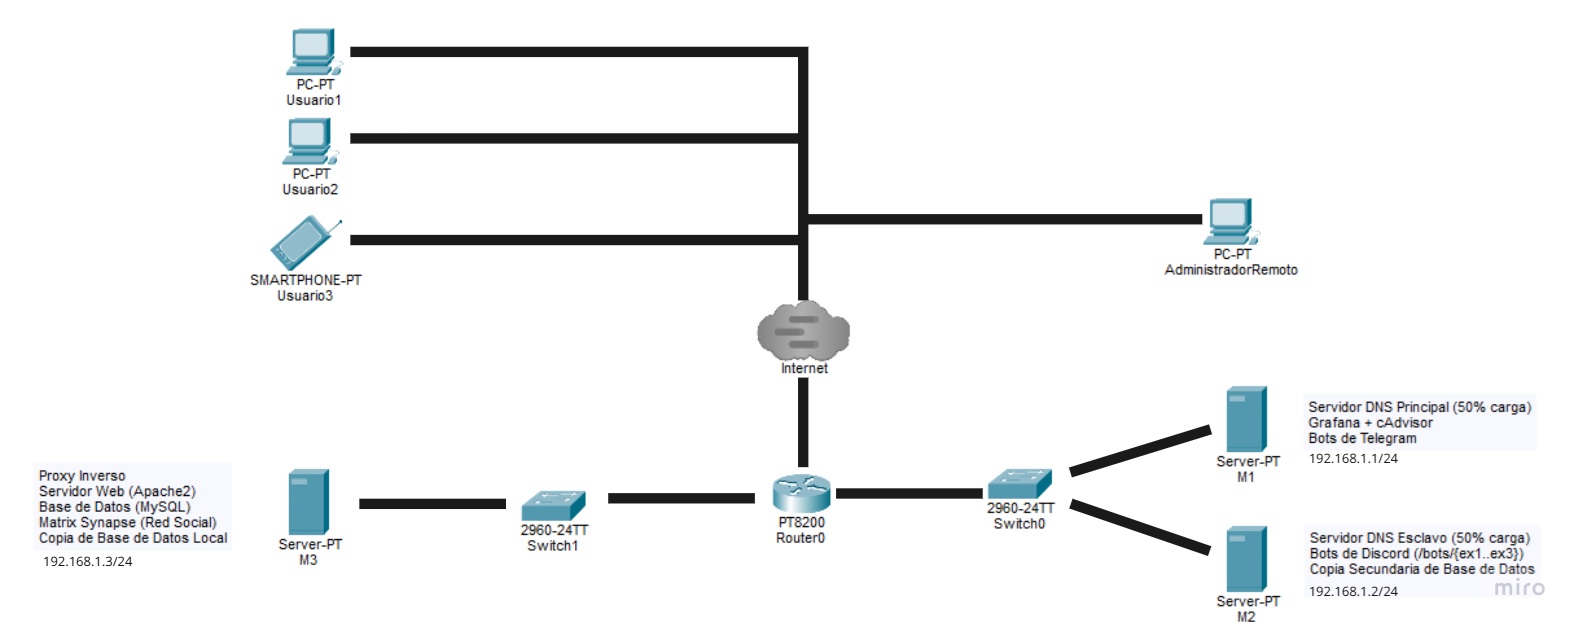 PC-PT
Usuario1
PC-PT
Usuario2
SMARTPHONE-PT
Usuario3
PC-PT
AdministradorRemoto
Internet
Servidor DNS Principal (50% carga)
Grafana + cAdvisor
Bots de Telegram
192.168.1.1/24
Server-PT
M1
Proxy Inverso
Servidor Web (Apache2)
Base de Datos (MySQL)
Matrix Synapse (Red Social)
Copia de Base de Datos Local
192.168.1.3/24
Server-PT
M3
2960-24TT
Switch1
PT8200
Router0
2960-24TT
Switch0
Servidor DNS Esclavo (50% carga)
Bots de Discord (/bots/{ex1..ex3})
Copia Secundaria de Base de Datos
192.168.1.2/24
Server-PT
M2
miro